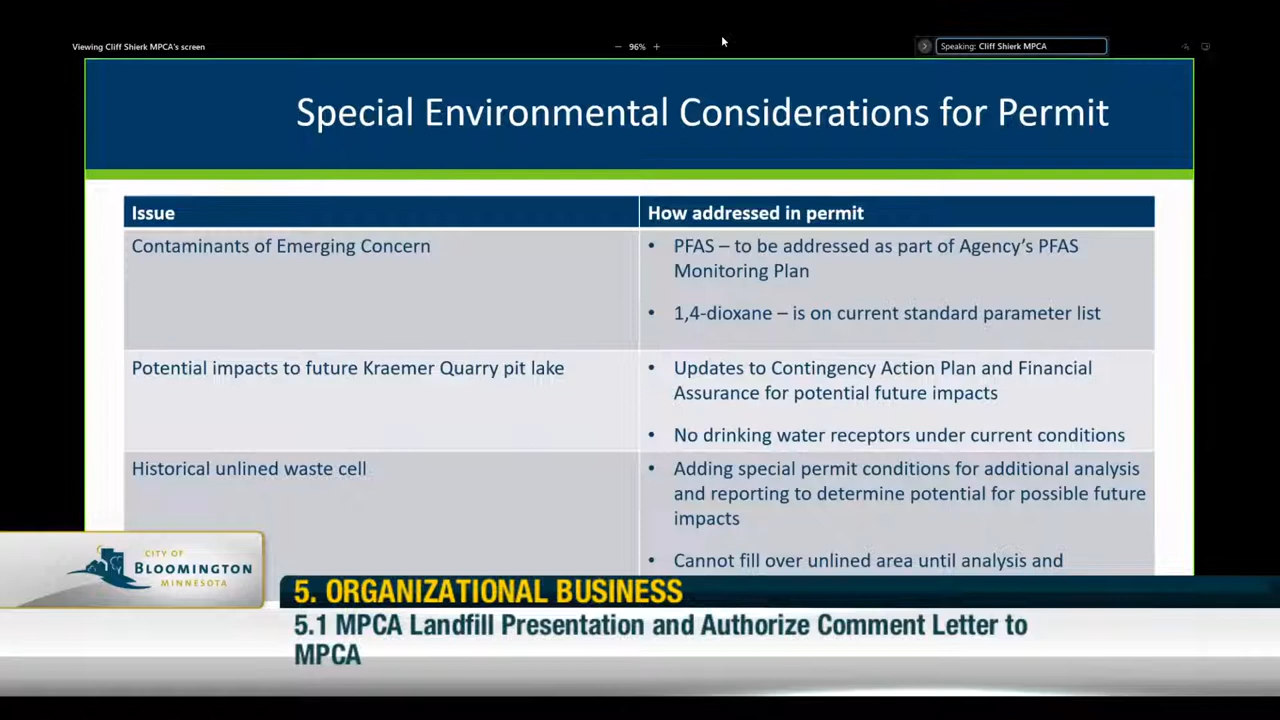 Viewing Cliff Shierk MPCA's screen
− 96% +
Speaking: Cliff Shierk MPCA
Special Environmental Considerations for Permit
Issue
How addressed in permit
Contaminants of Emerging Concern
• PFAS – to be addressed as part of Agency's PFAS
Monitoring Plan
• 1,4-dioxane – is on current standard parameter list
Potential impacts to future Kraemer Quarry pit lake
• Updates to Contingency Action Plan and Financial
Assurance for potential future impacts
• No drinking water receptors under current conditions
Historical unlined waste cell
• Adding special permit conditions for additional analysis
and reporting to determine potential for possible future
impacts
• Cannot fill over unlined area until analysis and
CITY OF
BLOOMINGTON
MINNESOTA
5. ORGANIZATIONAL BUSINESS
5.1 MPCA Landfill Presentation and Authorize Comment Letter to
MPCA